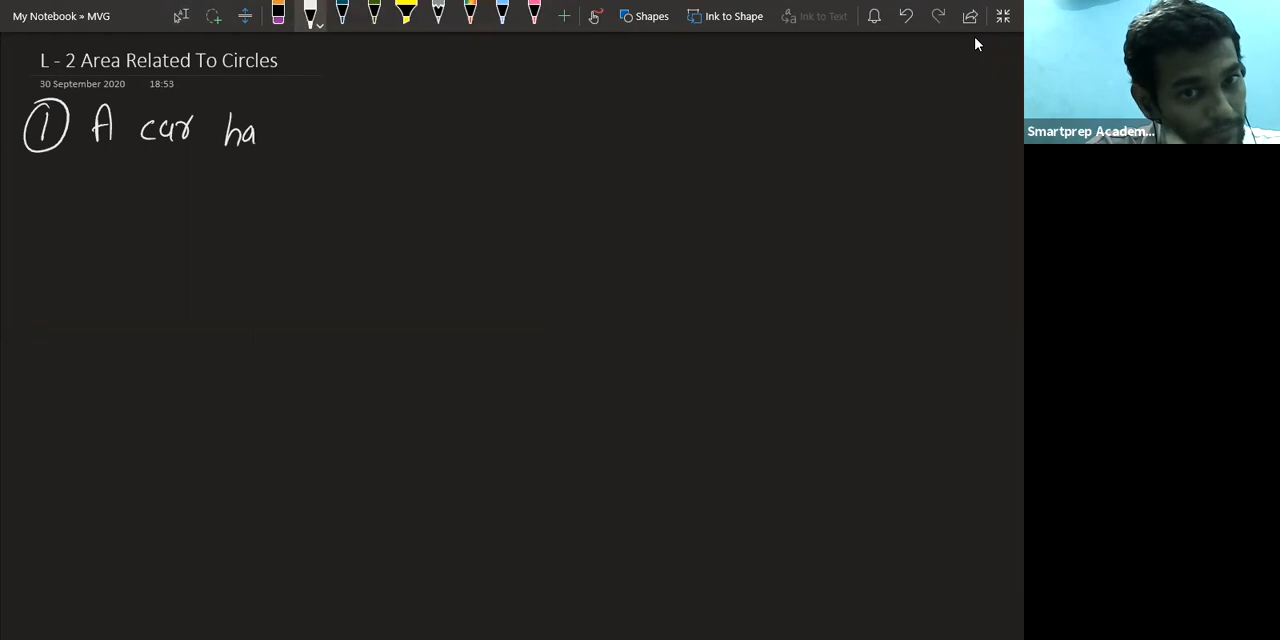 My Notebook » MVG
Shapes
Ink to Shape
Ink to Text
L - 2 Area Related To Circles
30 September 2020 18:53
① A car ha
Smartprep Academ...